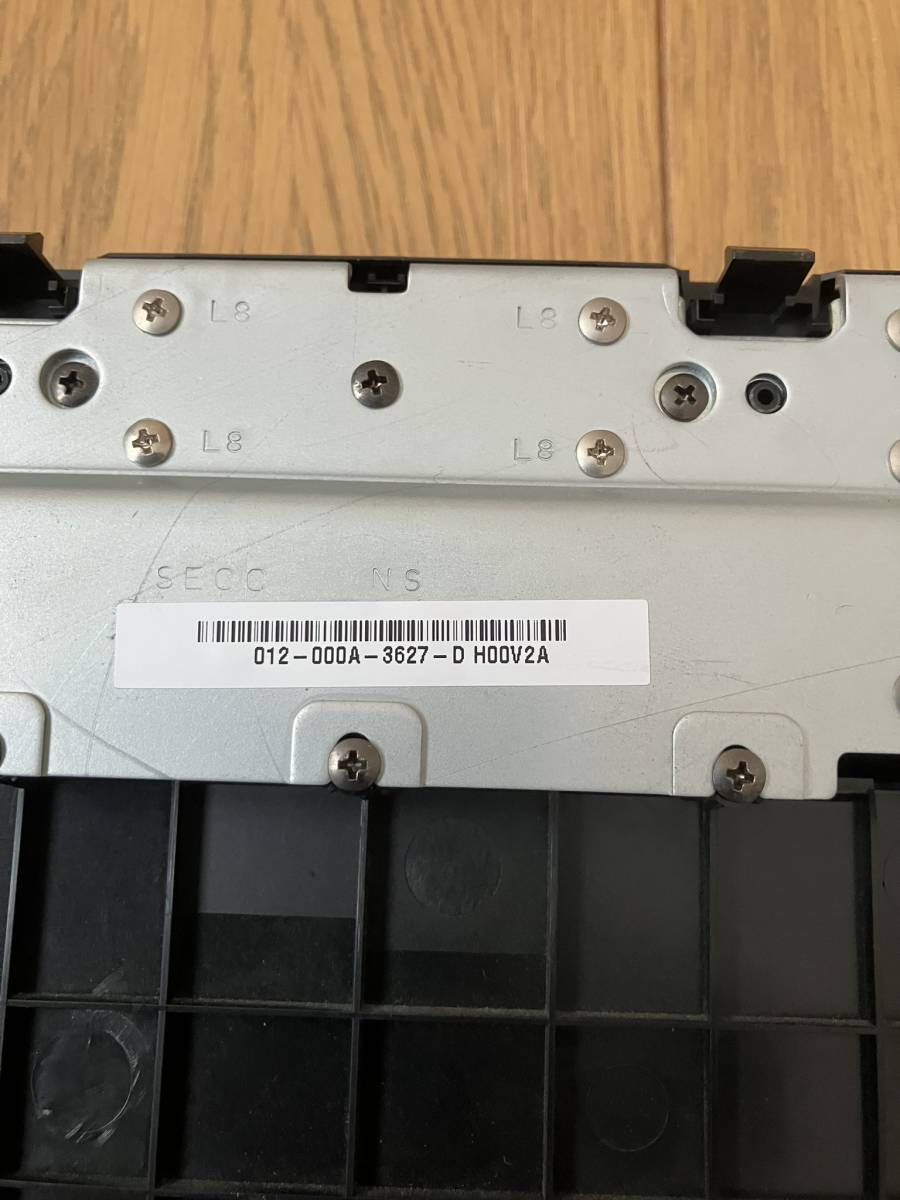 L8 L8
L8 L8
SECC NS
012-000A-3627-D H00V2A